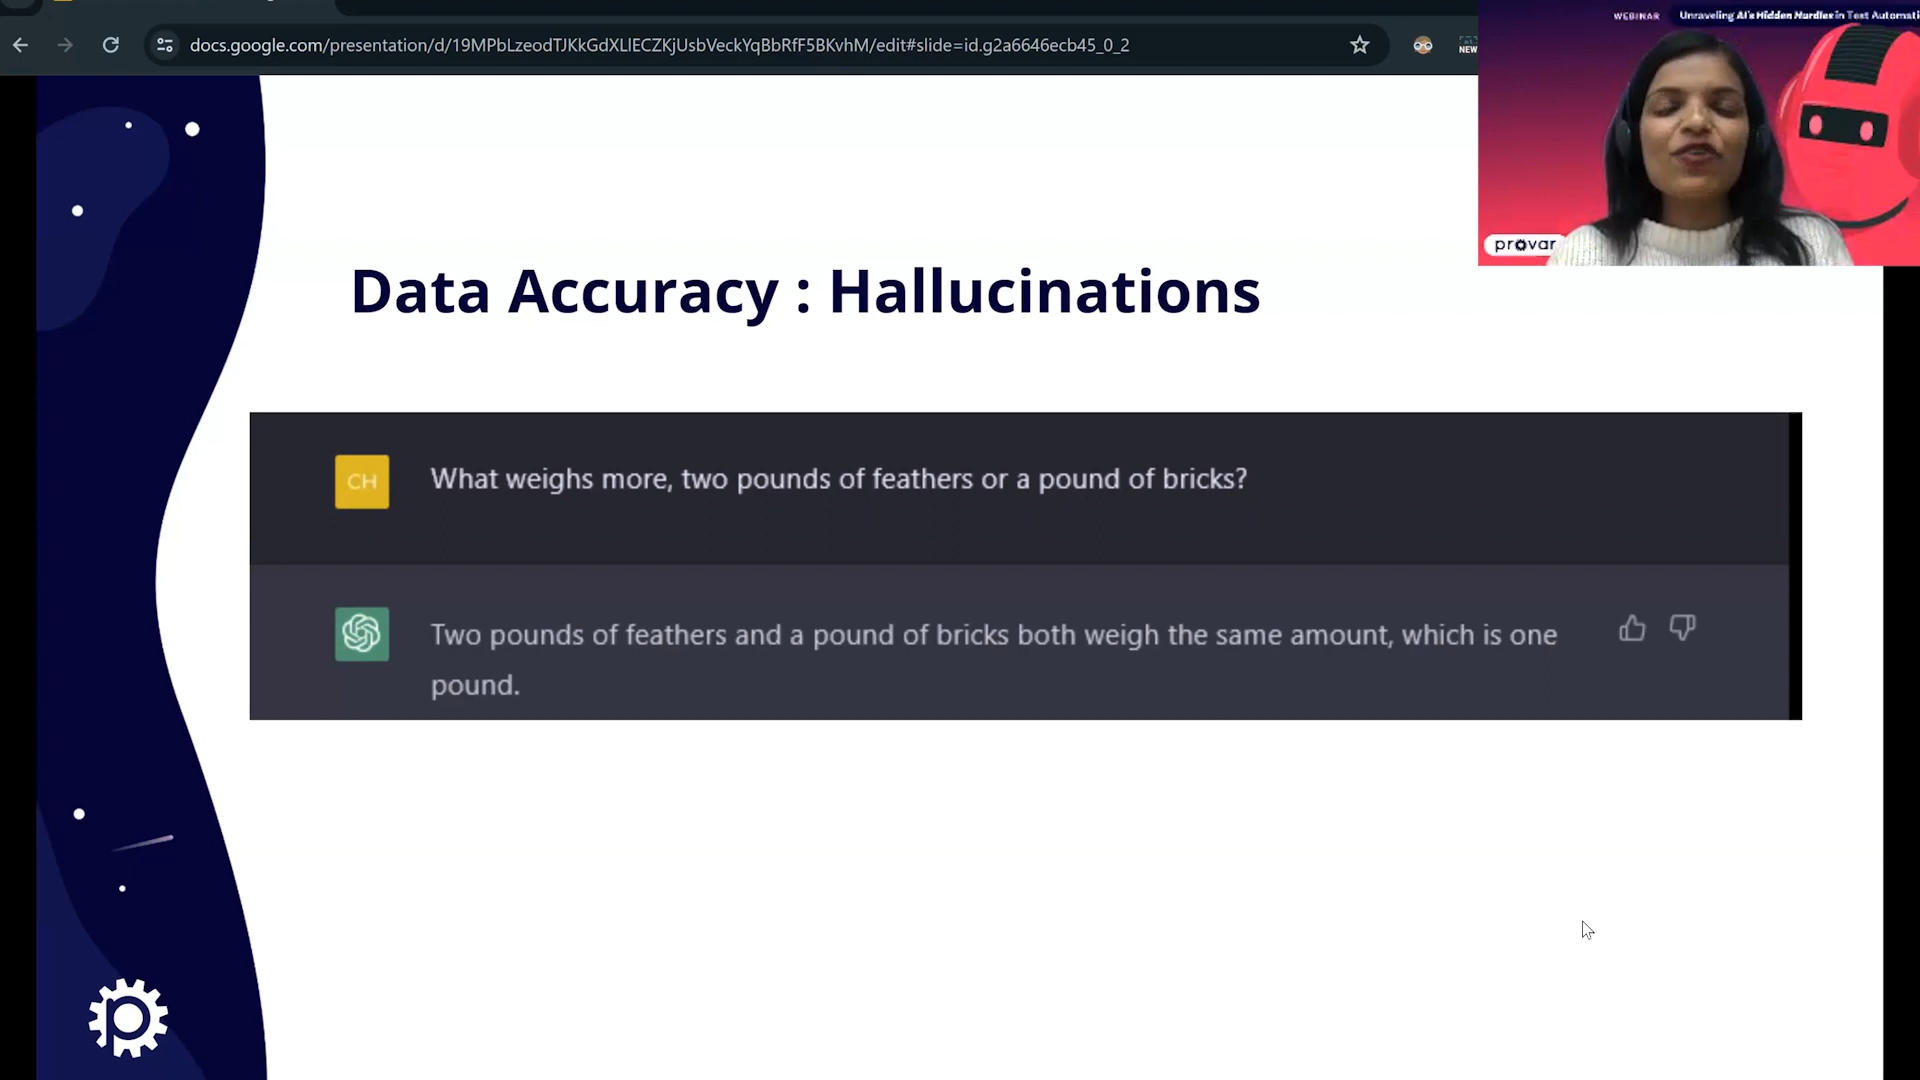 docs.google.com/presentation/d/19MPbLzeodTJKkGdXLlECZKjUsbVeckYqBbRfF5BKvhM/edit#slide=id.g2a6646ecb45_0_2
NEW
WEBINAR Unraveling AI's Hidden Hurdles in Test Automati
provar
Data Accuracy : Hallucinations
CH
What weighs more, two pounds of feathers or a pound of bricks?
Two pounds of feathers and a pound of bricks both weigh the same amount, which is one
pound.